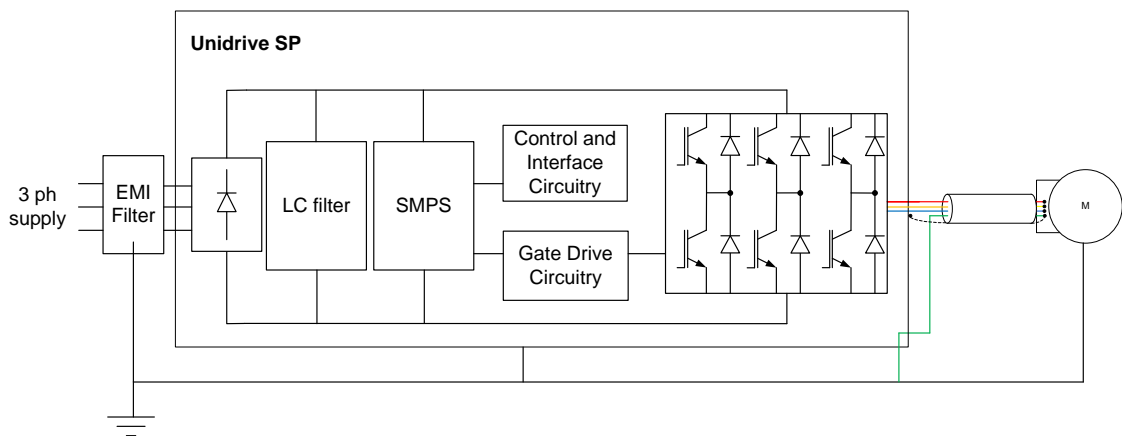 Unidrive SP
3 ph
supply
EMI
Filter
LC filter
SMPS
Control and
Interface
Circuitry
Gate Drive
Circuitry
M